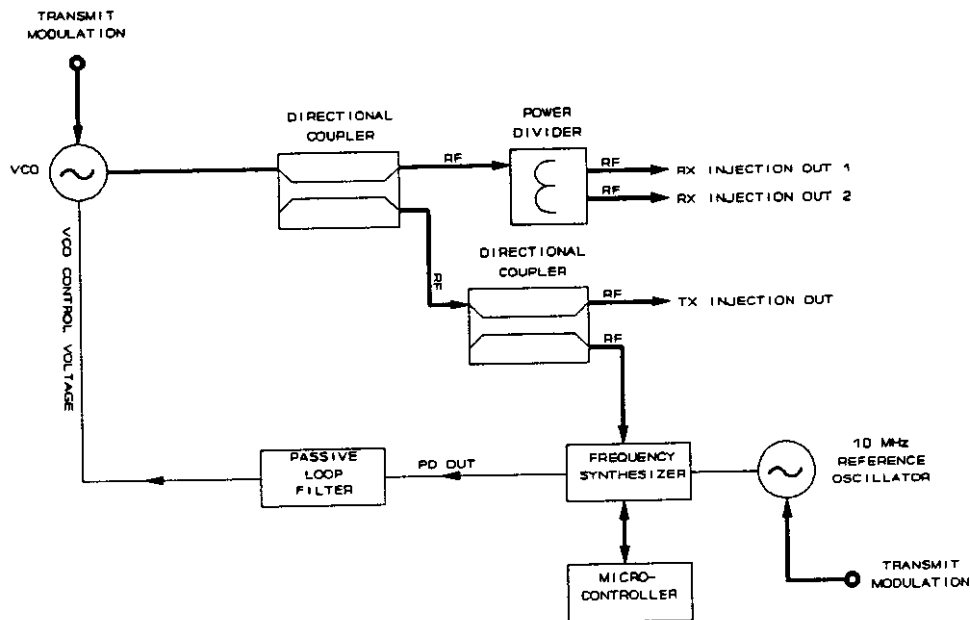 TRANSMIT
MODULATION
DIRECTIONAL
COUPLER
POWER
DIVIDER
VCO
RF
RF
RX INJECTION OUT 1
RF
RX INJECTION OUT 2
VCO CONTROL VOLTAGE
RF
DIRECTIONAL
COUPLER
RF
TX INJECTION OUT
RF
PASSIVE
LOOP
FILTER
PD OUT
FREQUENCY
SYNTHESIZER
10 MHz
REFERENCE
OSCILLATOR
MICRO-
CONTROLLER
TRANSMIT
MODULATION